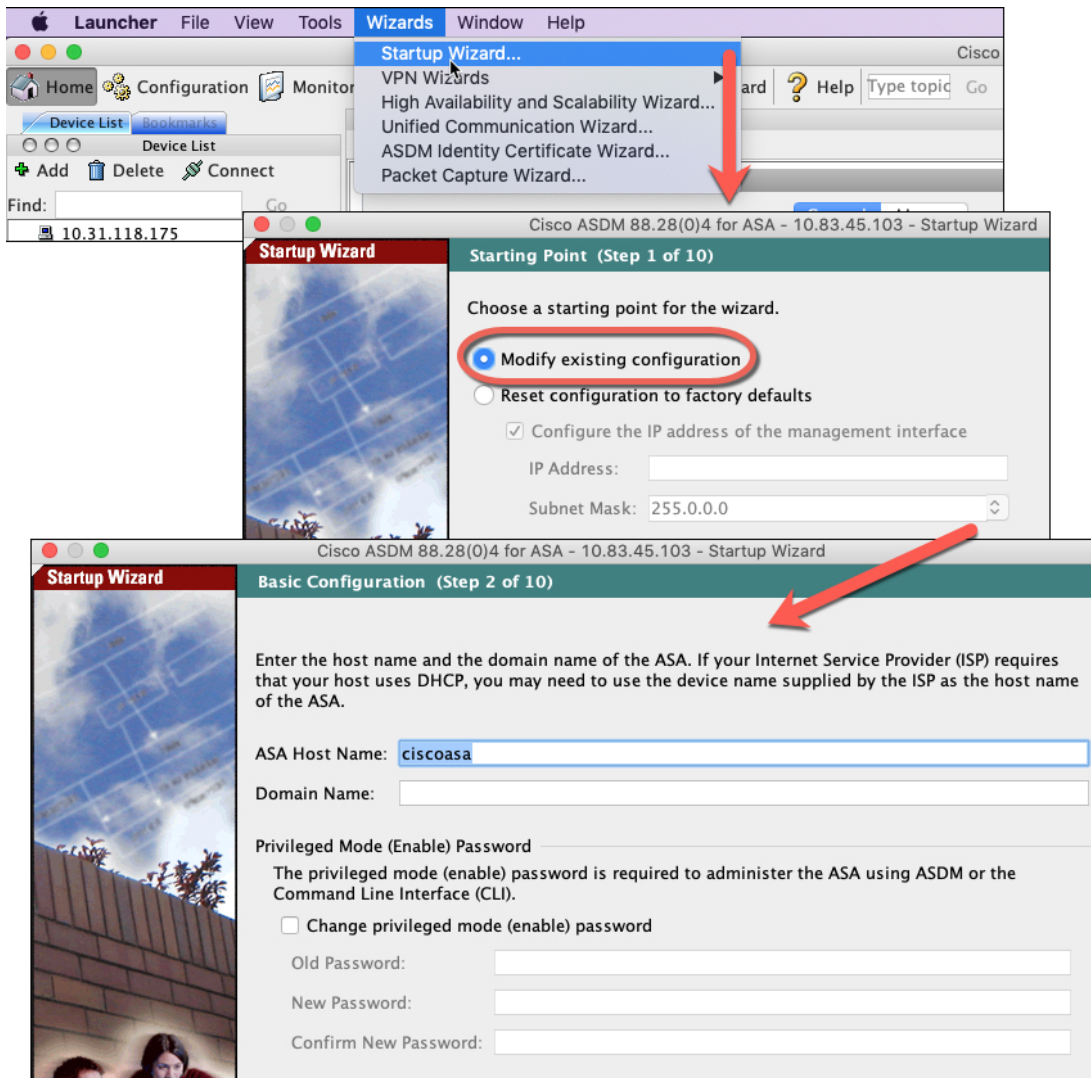 Launcher File View Tools Wizards Window Help
Startup Wizard...
Cisco
VPN Wizards
Home Configuration Monitor
ard Help Type topic Go
High Availability and Scalability Wizard...
Device List Bookmarks
Unified Communication Wizard...
Device List
ASDM Identity Certificate Wizard...
Add Delete Connect
Packet Capture Wizard...
Find: Go
10.31.118.175
Cisco ASDM 88.28(0)4 for ASA - 10.83.45.103 - Startup Wizard
Startup Wizard
Starting Point (Step 1 of 10)
Choose a starting point for the wizard.
Modify existing configuration
Reset configuration to factory defaults
Configure the IP address of the management interface
IP Address:
Subnet Mask: 255.0.0.0
Cisco ASDM 88.28(0)4 for ASA - 10.83.45.103 - Startup Wizard
Startup Wizard
Basic Configuration (Step 2 of 10)
Enter the host name and the domain name of the ASA. If your Internet Service Provider (ISP) requires
that your host uses DHCP, you may need to use the device name supplied by the ISP as the host name
of the ASA.
ASA Host Name: ciscoasa
Domain Name:
Privileged Mode (Enable) Password
The privileged mode (enable) password is required to administer the ASA using ASDM or the
Command Line Interface (CLI).
Change privileged mode (enable) password
Old Password:
New Password:
Confirm New Password: